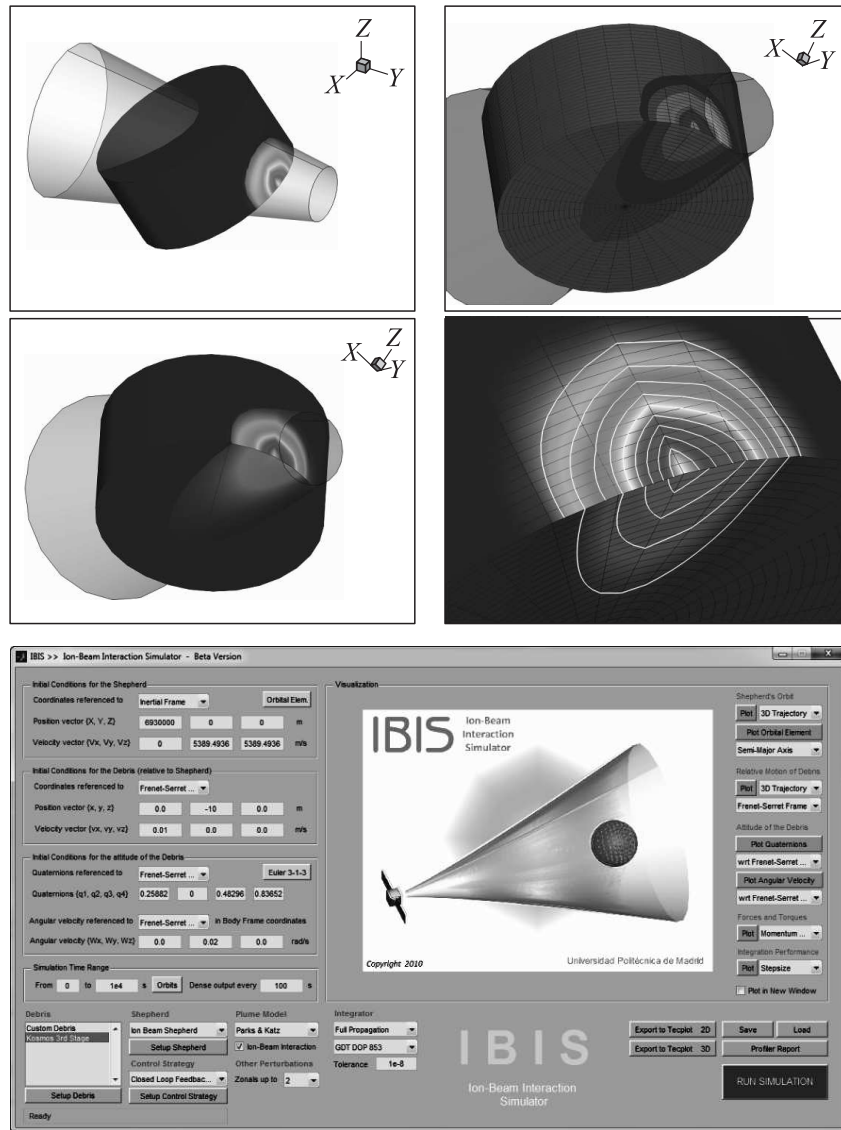 Z
X
Y
Z
X
Y
X
Z
Y
IBIS >> Ion-Beam Interaction Simulator - Beta Version
Initial Conditions for the Shepherd
Coordinates referenced to Inertial Frame Orbital Elem.
Position vector {X, Y, Z} 6930000 0 0 m
Velocity vector {Vx, Vy, Vz} 0 5389.4936 5389.4936 m/s
Initial Conditions for the Debris (relative to Shepherd)
Coordinates referenced to Frenet-Serret ...
Position vector {x, y, z} 0.0 -10 0.0 m
Velocity vector {vx, vy, vz} 0.01 0.0 0.0 m/s
Initial Conditions for the attitude of the Debris
Quaternions referenced to Frenet-Serret ... Euler 3-1-3
Quaternions {q1, q2, q3, q4} 0.25882 0 0.48296 0.83652
Angular velocity referenced to Frenet-Serret ... in Body Frame coordinates
Angular velocity {Wx, Wy, Wz} 0.0 0.02 0.0 rad/s
Simulation Time Range
From 0 to 1e4 s Orbits Dense output every 100 s
Visualization
IBIS
Ion-Beam
Interaction
Simulator
Copyright 2010
Universidad Politécnica de Madrid
Shepherd's Orbit
Plot 3D Trajectory
Plot Orbital Element
Semi-Major Axis
Relative Motion of Debris
Plot 3D Trajectory
Frenet-Serret Frame
Attitude of the Debris
Plot Quaternions
wrt Frenet-Serret ...
Plot Angular Velocity
wrt Frenet-Serret ...
Forces and Torques
Plot Momentum ...
Integration Performance
Plot Stepsize
Plot in New Window
Debris
Custom Debris
Kosmos 3rd Stage
Setup Debris
Shepherd
Ion Beam Shepherd
Setup Shepherd
Control Strategy
Closed Loop Feedbac...
Setup Control Strategy
Plume Model
Parks & Katz
Ion-Beam Interaction
Other Perturbations
Zonals up to 2
Integrator
Full Propagation
GDT DOP 853
Tolerance 1e-8
IBIS
Ion-Beam Interaction
Simulator
Export to Tecplot 2D
Export to Tecplot 3D
Save
Load
Profiler Report
RUN SIMULATION
Ready